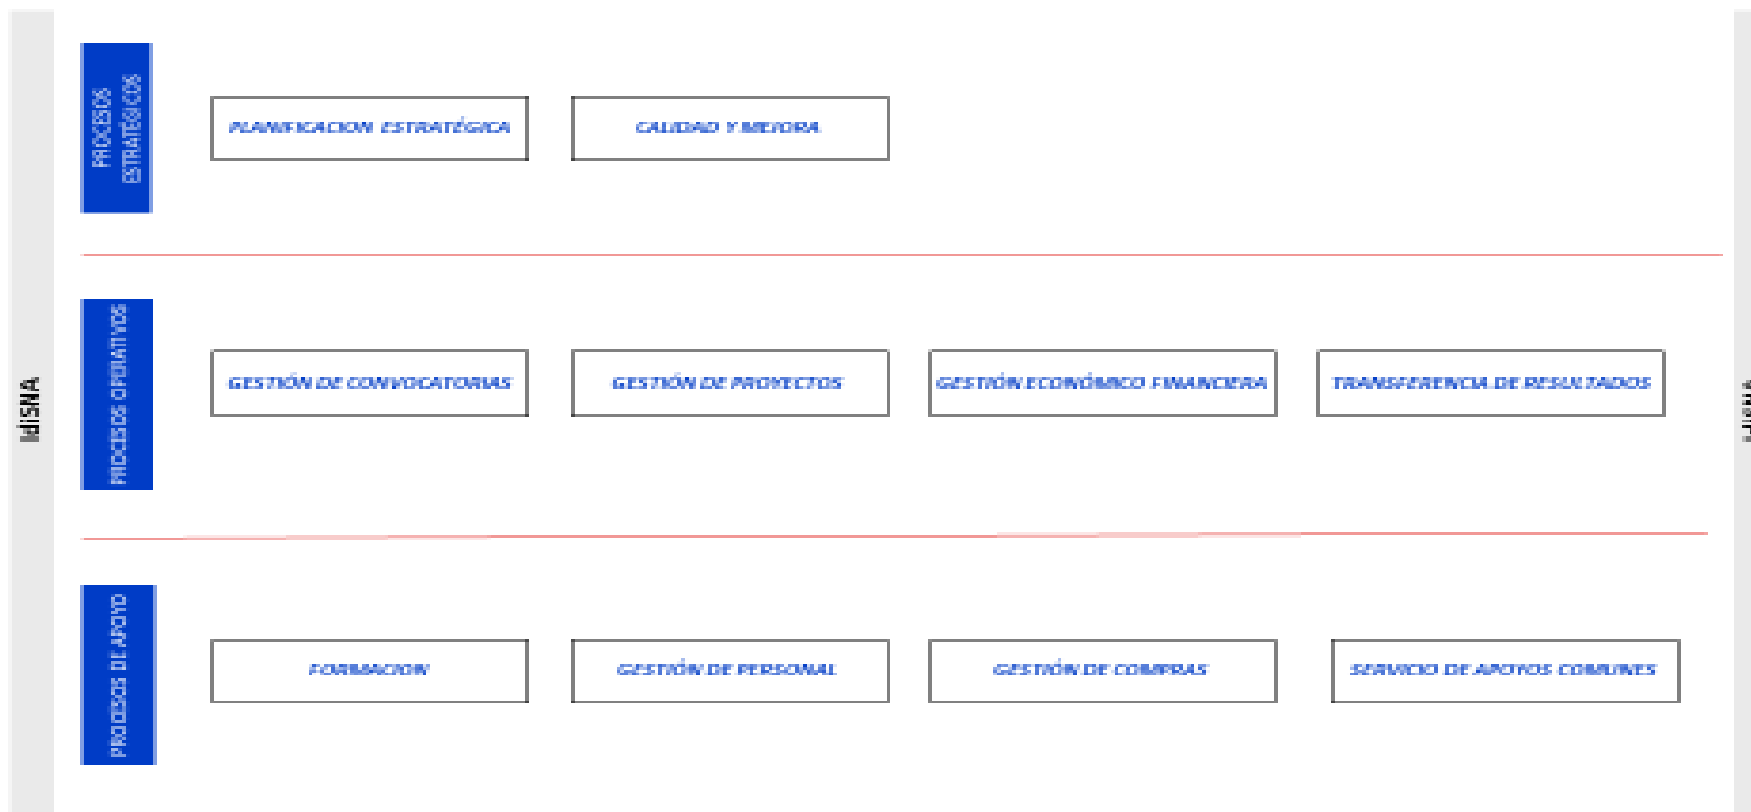 IdiSNA
PROCESOS
ESTRATÉGICOS
PLANIFICACION ESTRATÉGICA
CALIDAD Y MEJORA
PROCESOS OPERATIVOS
GESTIÓN DE CONVOCATORIAS
GESTIÓN DE PROYECTOS
GESTIÓN ECONÓMICO FINANCIERA
TRANSFERENCIA DE RESULTADOS
PROCESOS DE APOYO
FORMACION
GESTIÓN DE PERSONAL
GESTIÓN DE COMPRAS
SERVICIO DE APOYOS COMUNES